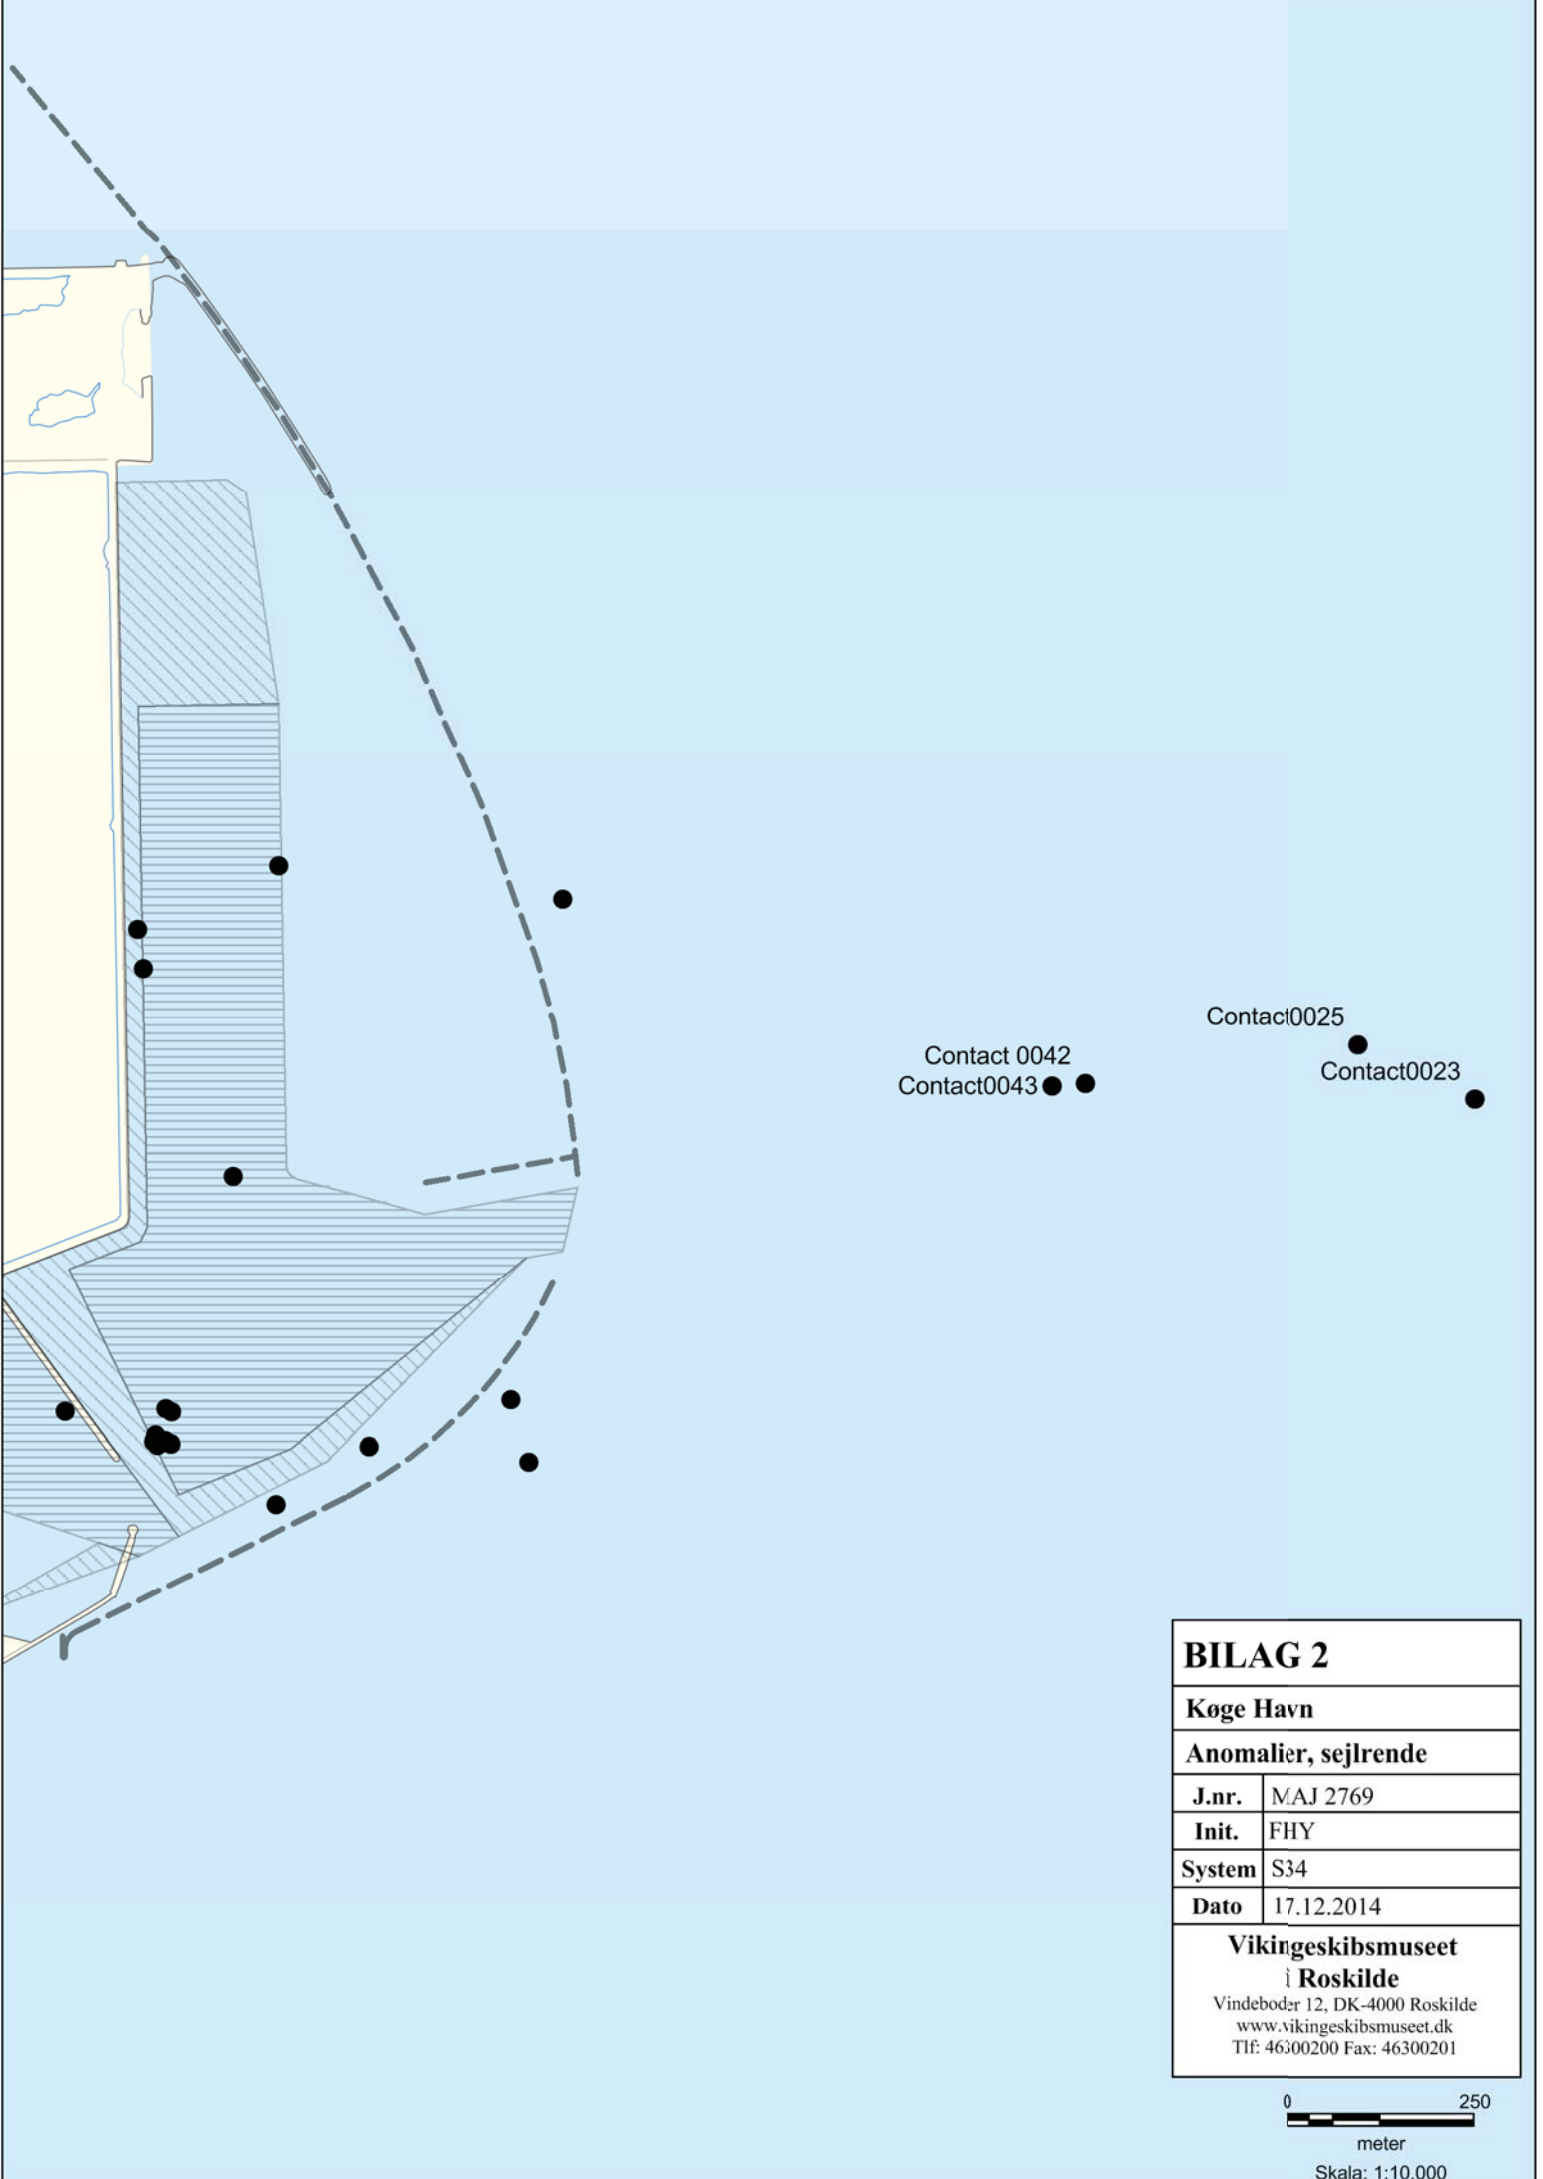 Contact0025
Contact 0042
Contact0023
Contact0043
BILAG 2
Køge Havn
Anomalier, sejlrende
J.nr. MAJ 2769
Init. FHY
System S34
Dato 17.12.2014
Vikingeskibsmuseet
i Roskilde
Vindeboder 12, DK-4000 Roskilde
www.vikingeskibsmuseet.dk
Tlf: 46300200 Fax: 46300201
0 250
meter
Skala: 1:10.000